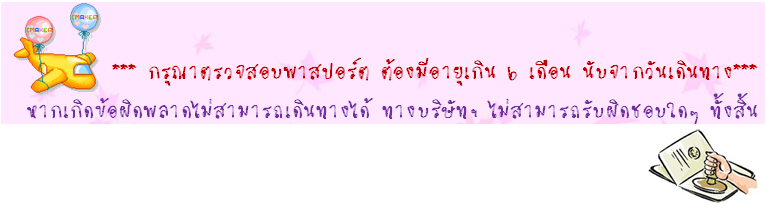 EMAKER EMAKER
*** กรุณาตรวจสอบพาสปอร์ต ต้องมีอายุเกิน ๖ เดือน นับจากวันเดินทาง***
หากเกิดข้อผิดพลาดไม่สามารถเดินทางได้ ทางบริษัทฯ ไม่สามารถรับผิดชอบใดๆ ทั้งสิ้น